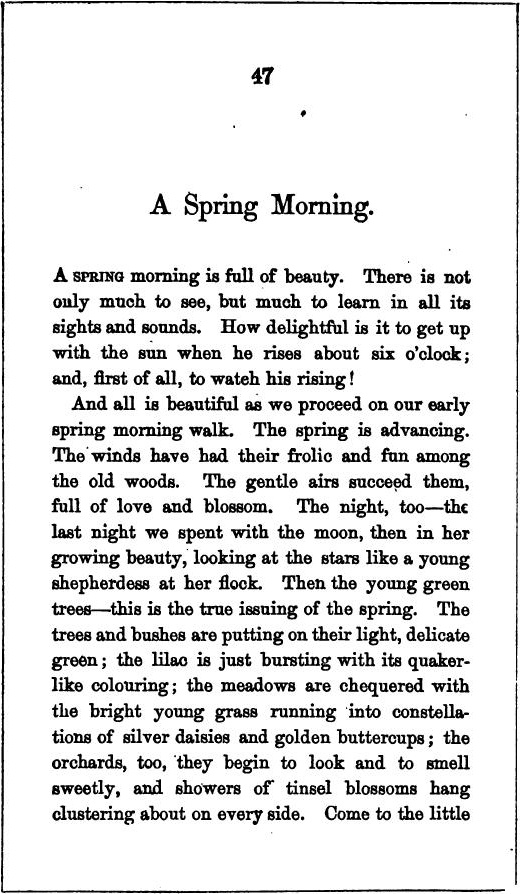 47
A Spring Morning.
A SPRING morning is full of beauty. There is not
only much to see, but much to learn in all its
sights and sounds. How delightful is it to get up
with the sun when he rises about six o'clock;
and, first of all, to watch his rising!
And all is beautiful as we proceed on our early
spring morning walk. The spring is advancing.
The winds have had their frolic and fun among
the old woods. The gentle airs succeed them,
full of love and blossom. The night, too—the
last night we spent with the moon, then in her
growing beauty, looking at the stars like a young
shepherdess at her flock. Then the young green
trees—this is the true issuing of the spring. The
trees and bushes are putting on their light, delicate
green; the lilac is just bursting with its quaker-
like colouring; the meadows are chequered with
the bright young grass running into constella-
tions of silver daisies and golden buttercups; the
orchards, too, they begin to look and to smell
sweetly, and showers of tinsel blossoms hang
clustering about on every side. Come to the little